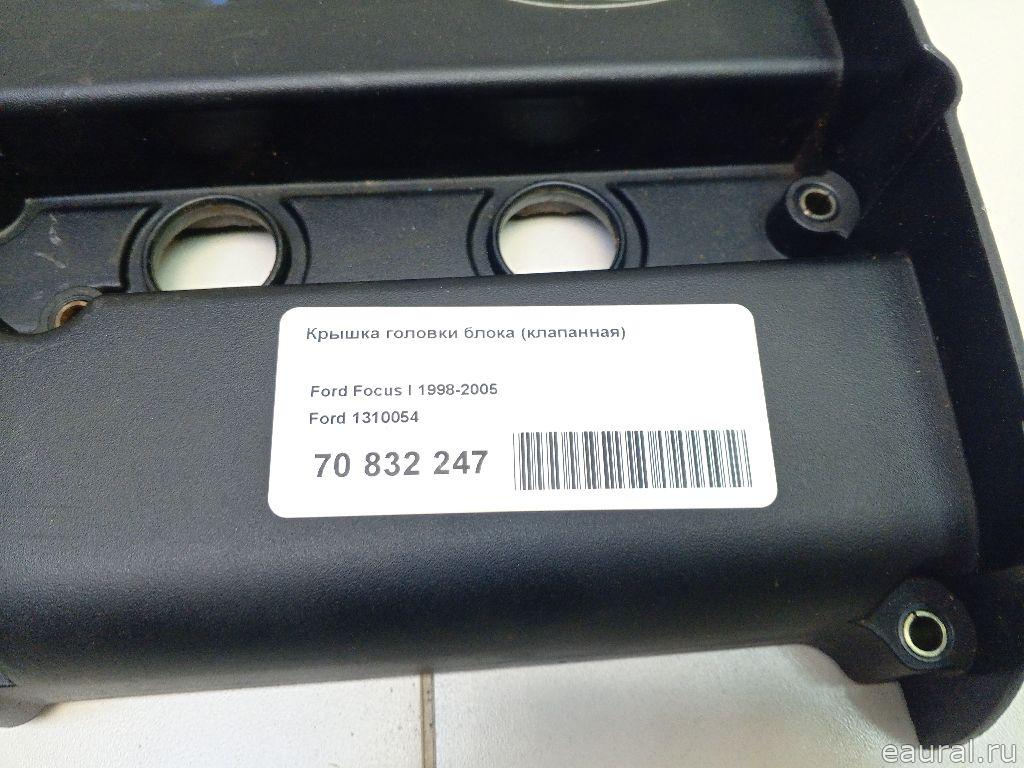 Крышка головки блока (клапанная)
Ford Focus I 1998-2005
Ford 1310054
70 832 247
eaural.ru